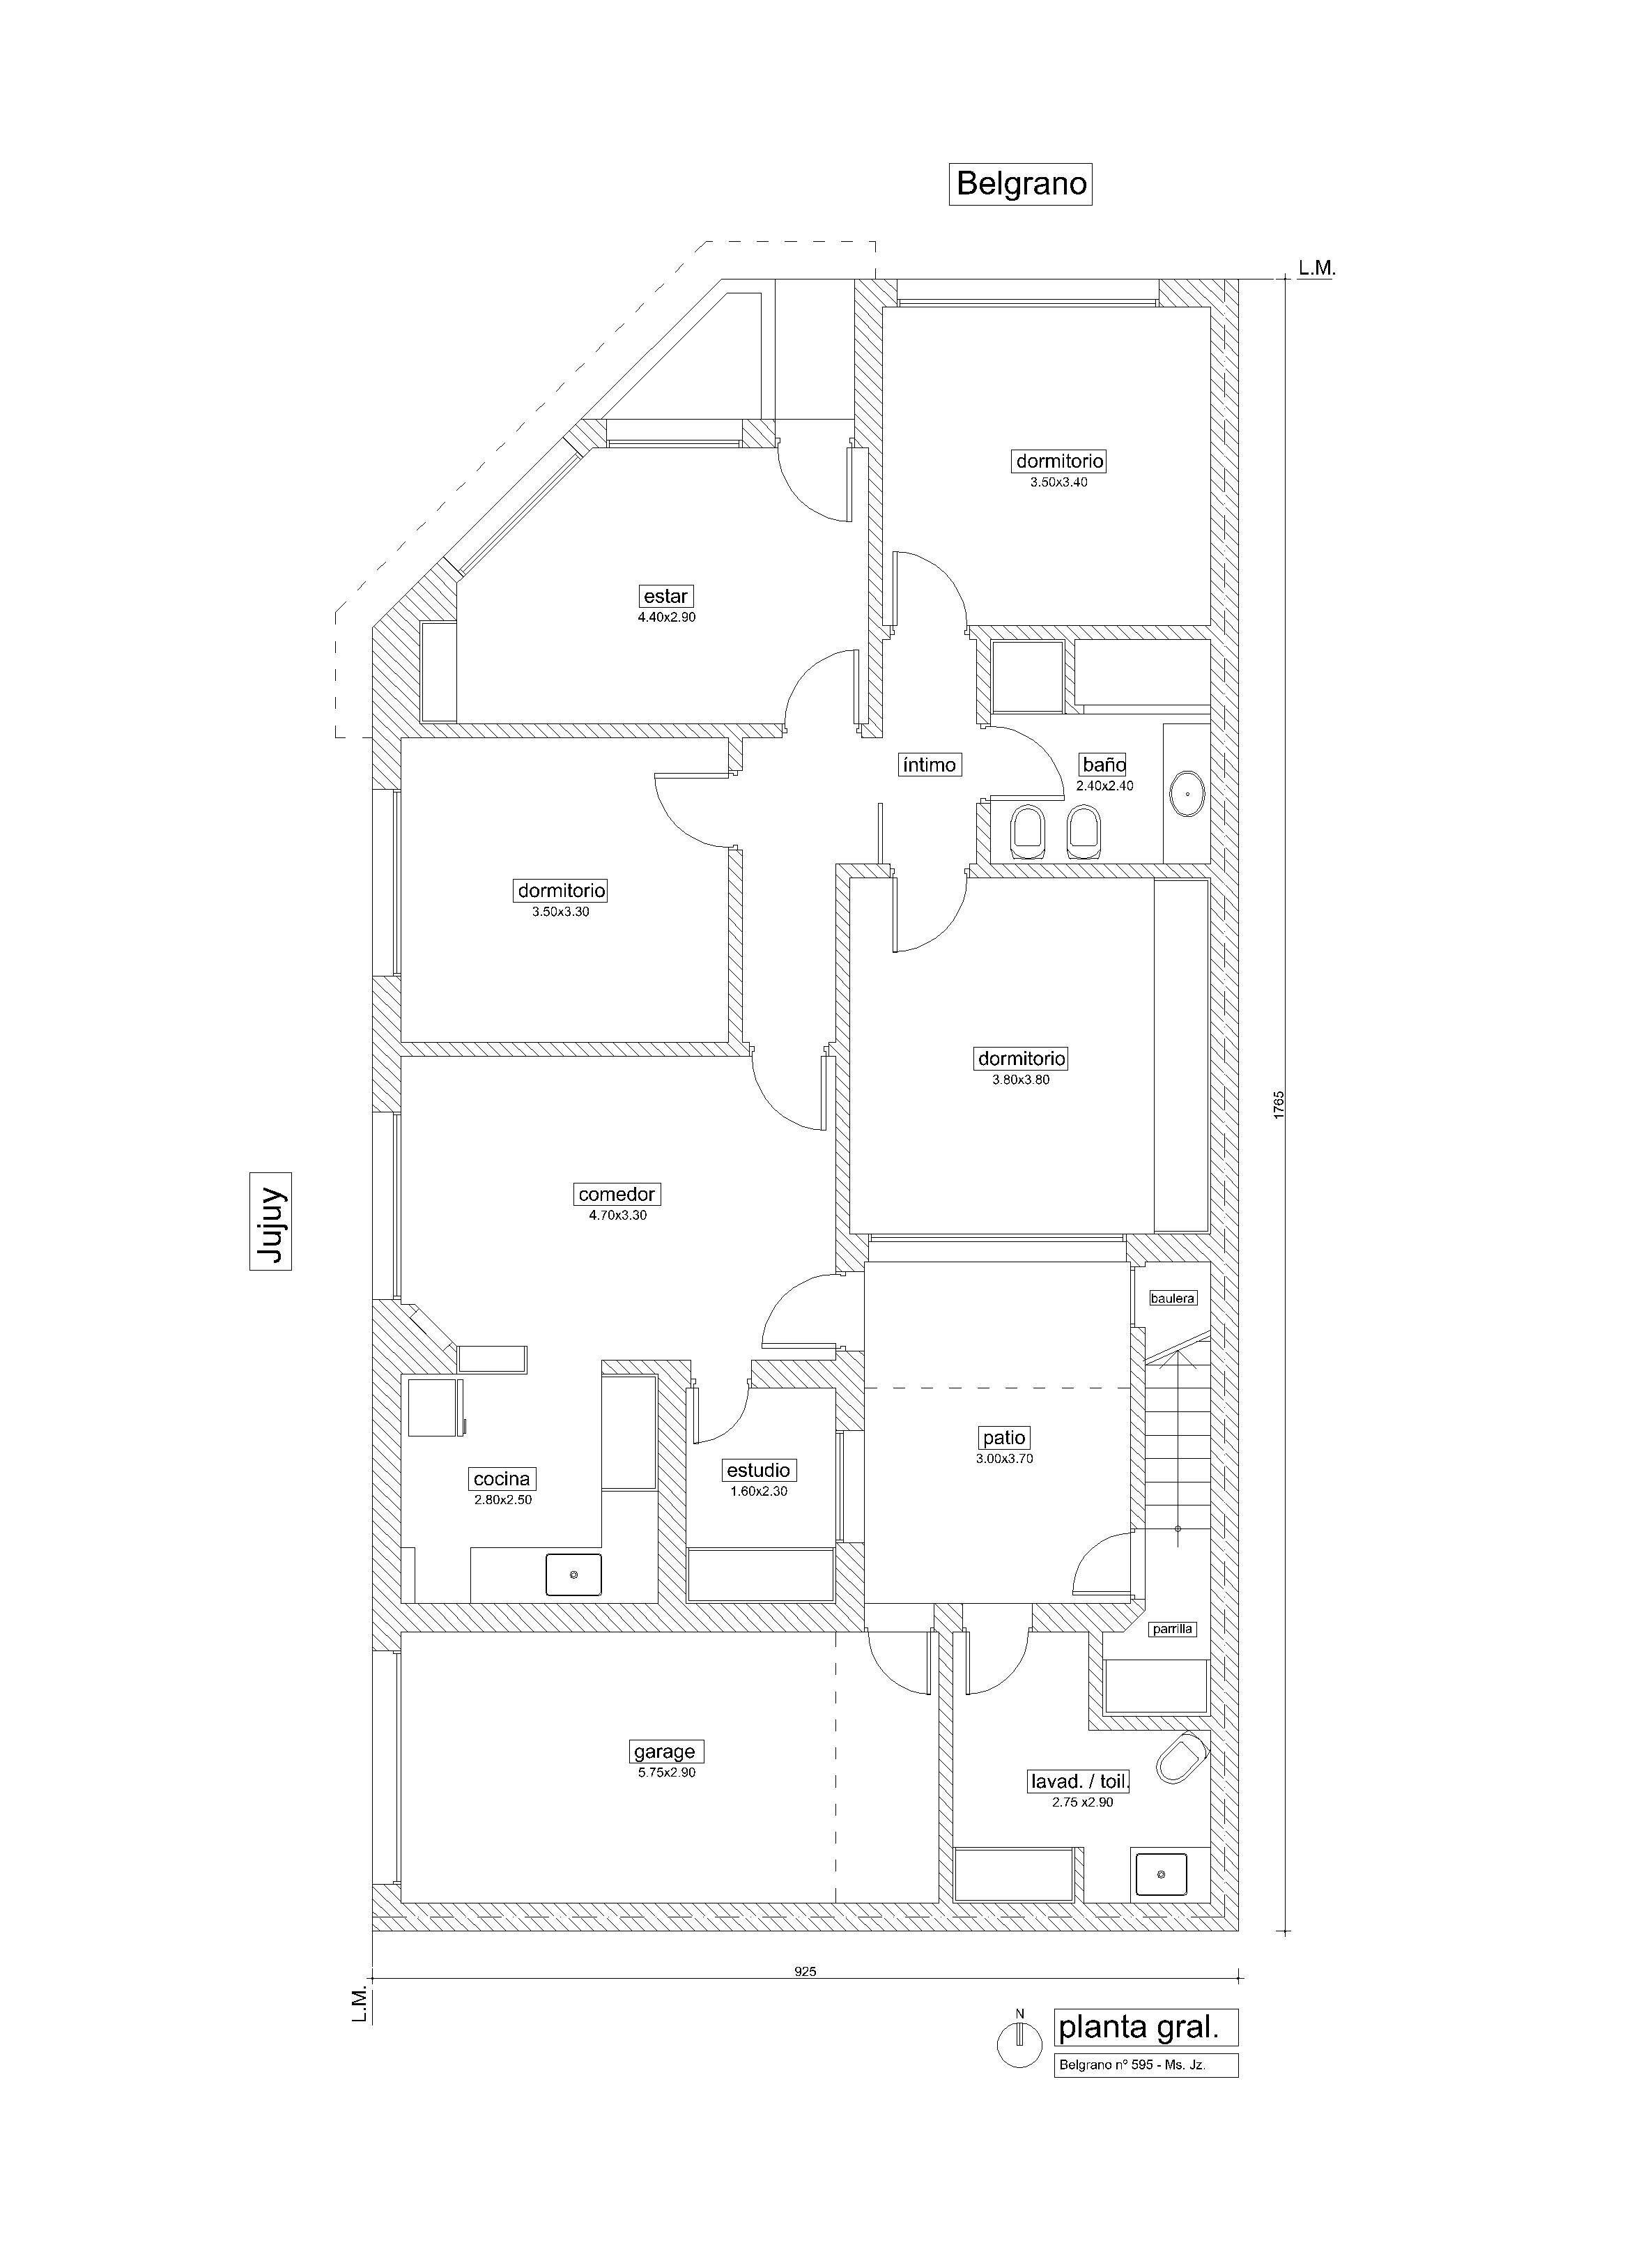 Belgrano
L.M.
dormitorio
3.50x3.40
estar
4.40x2.90
íntimo
baño
2.40x2.40
dormitorio
3.50x3.30
dormitorio
3.80x3.80
1765
comedor
4.70x3.30
Jujuy
baulera
patio
3.00x3.70
estudio
1.60x2.30
cocina
2.80x2.50
parrilla
garage
5.75x2.90
lavad. / toil.
2.75 x2.90
925
L.M.
N
planta gral.
Belgrano nº 595 - Ms. Jz.